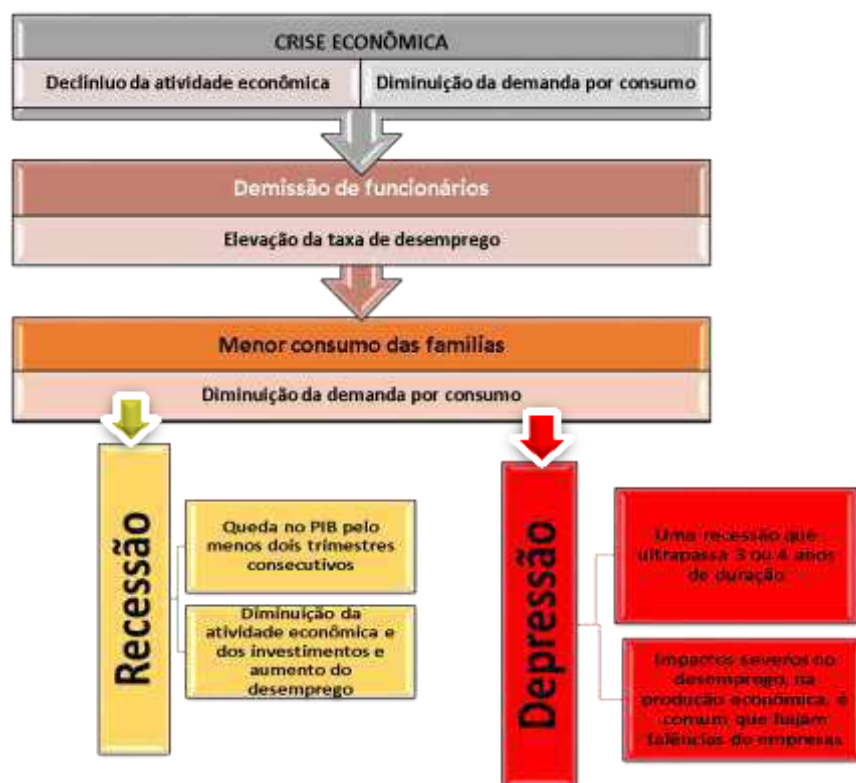 CRISE ECONÔMICA
Declíniuo da atividade econômica
Diminuição da demanda por consumo
Demissão de funcionários
Elevação da taxa de desemprego
Menor consumo das famílias
Diminuição da demanda por consumo
Recessão
Queda no PIB pelo
menos dois trimestres
consecutivos
Diminuição da
atividade econômica e
dos investimentos e
aumento do
desemprego
Depressão
Uma recessão que
ultrapassa 3 ou 4 anos
de duração
Impactos severos no
desemprego, na
produção econômica, é
comum que hajam
falências de empresas